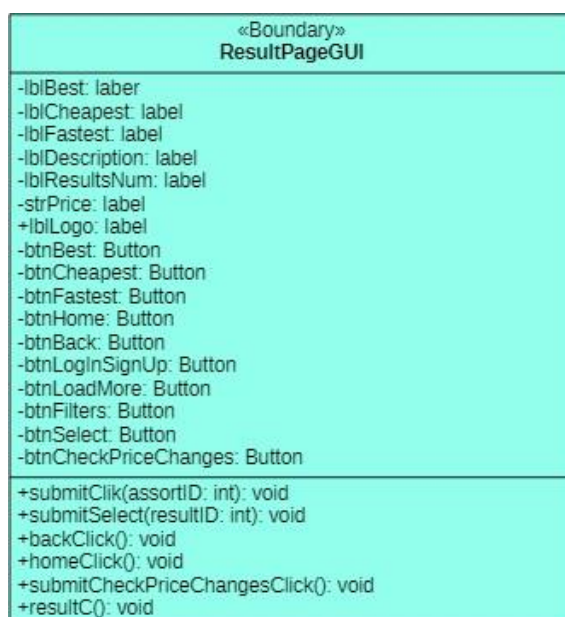 «Boundary»
ResultPageGUI
-lblBest: laber
-lblCheapest: label
-lblFastest: label
-lblDescription: label
-lblResultsNum: label
-strPrice: label
+lblLogo: label
-btnBest: Button
-btnCheapest: Button
-btnFastest: Button
-btnHome: Button
-btnBack: Button
-btnLogInSignUp: Button
-btnLoadMore: Button
-btnFilters: Button
-btnSelect: Button
-btnCheckPriceChanges: Button
+submitClik(assortID: int): void
+submitSelect(resultID: int): void
+backClick(): void
+homeClick(): void
+submitCheckPriceChangesClick(): void
+resultC(): void